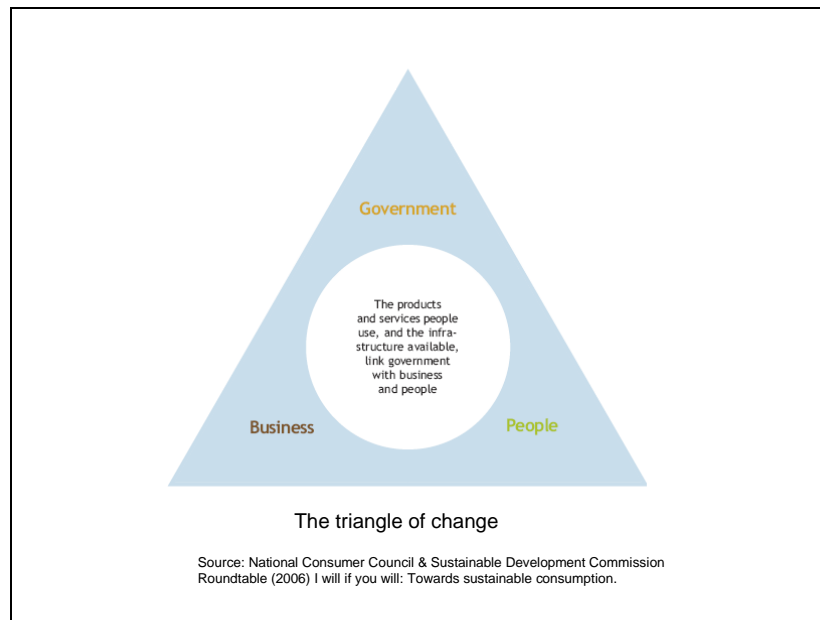 Government
The products
and services people
use, and the infra-
structure available,
link government
with business
and people
Business
People
The triangle of change
Source: National Consumer Council & Sustainable Development Commission
Roundtable (2006) I will if you will: Towards sustainable consumption.